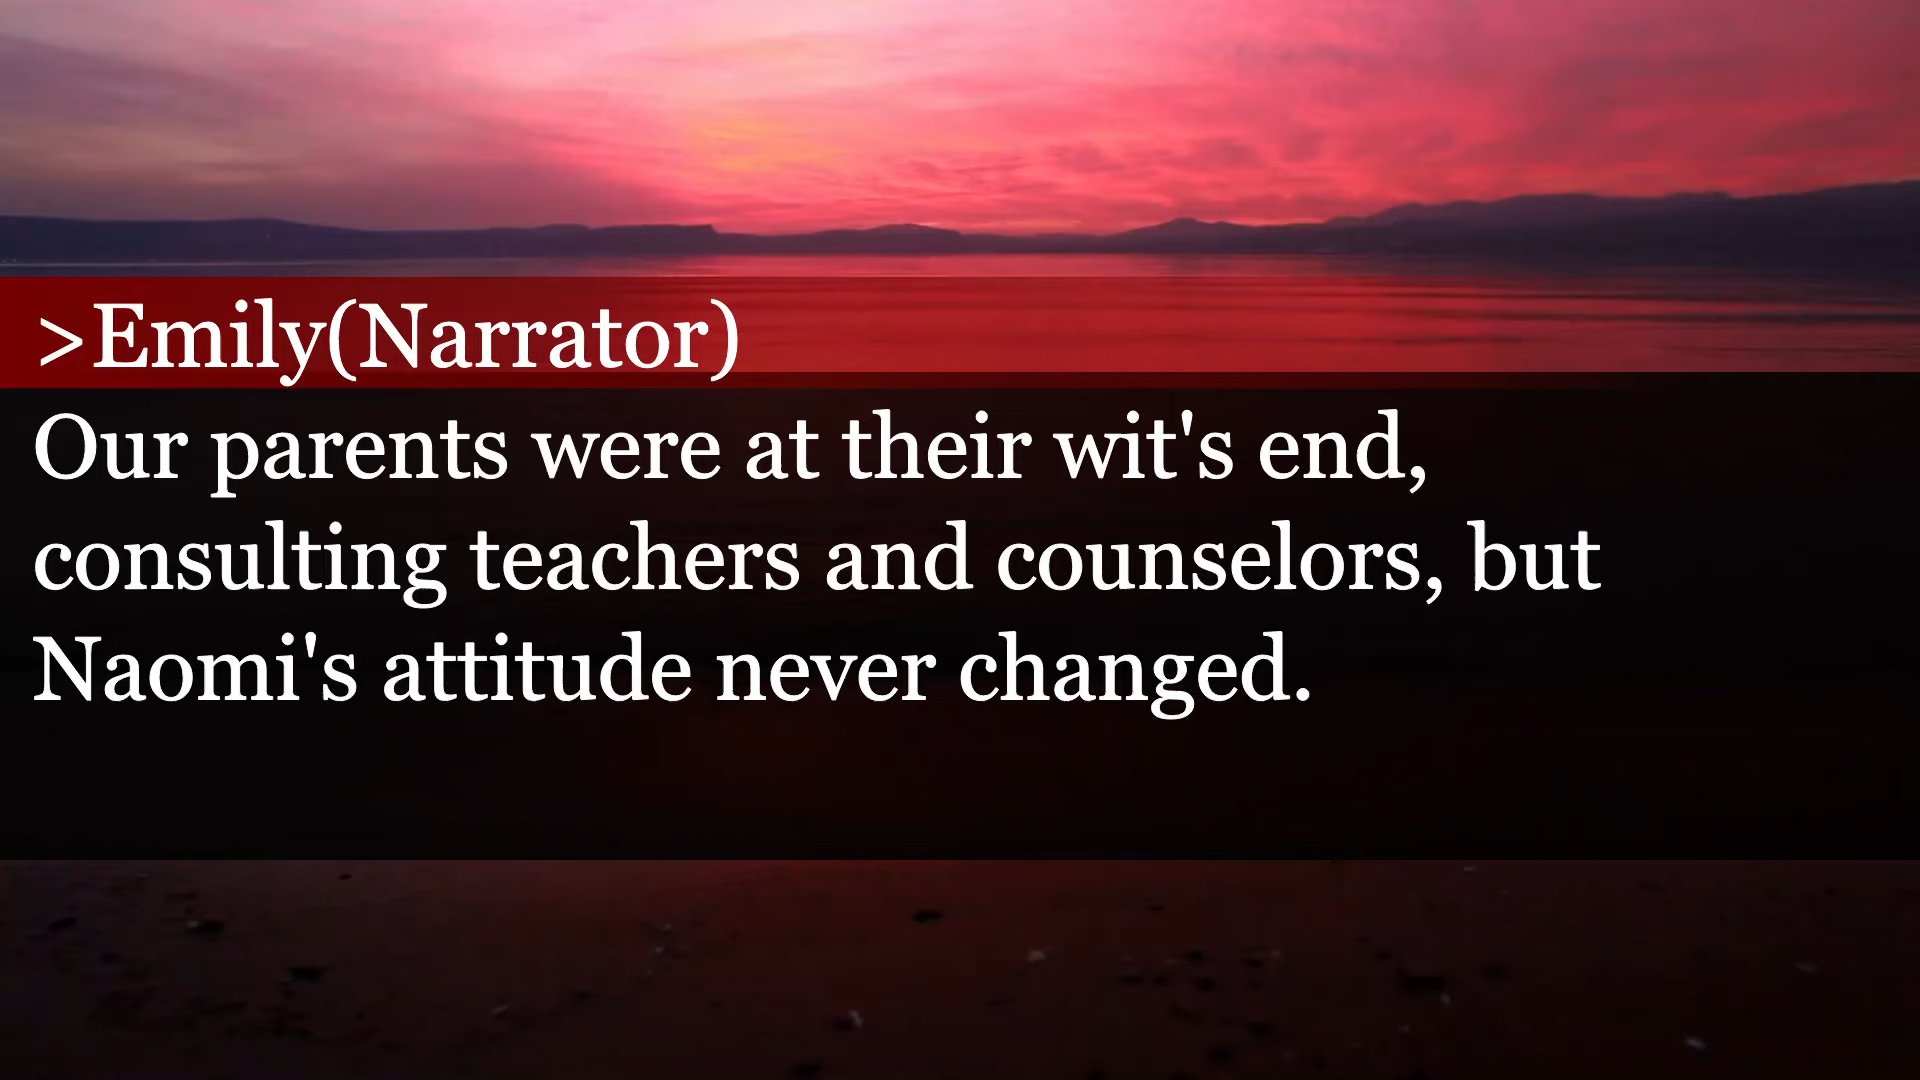 >Emily(Narrator)
Our parents were at their wit's end,
consulting teachers and counselors, but
Naomi's attitude never changed.